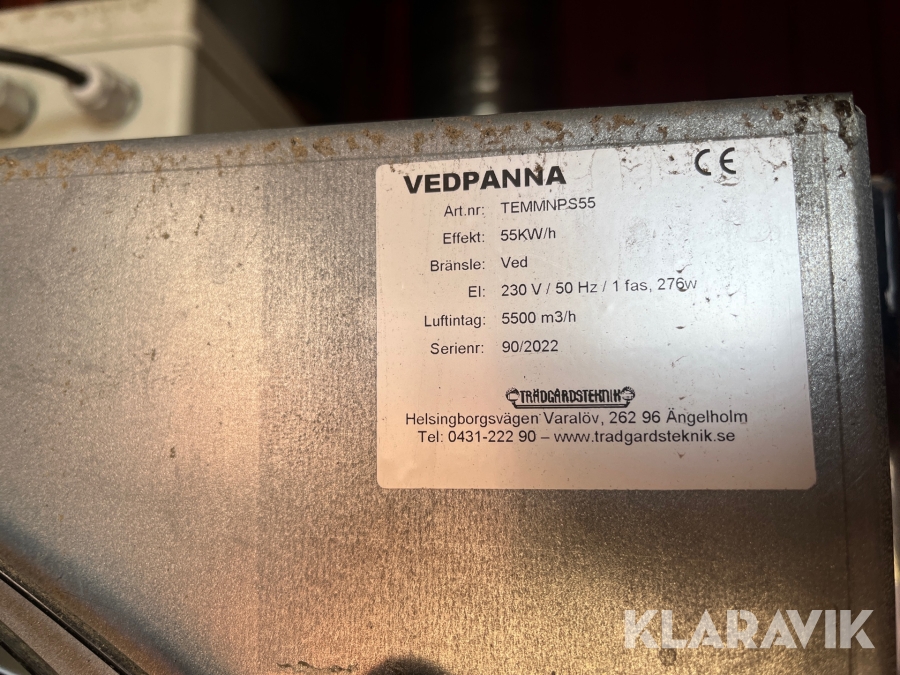 VEDPANNA
CE
Art.nr: TEMMNPS55
Effekt: 55KW/h
Bränsle: Ved
El: 230 V / 50 Hz / 1 fas, 276w
Luftintag: 5500 m3/h
Serienr: 90/2022
TRÄDGÅRDSTEKNIK
Helsingborgsvägen Varalöv, 262 96 Ängelholm
Tel: 0431-222 90 – www.tradgardsteknik.se
KLARAVIK